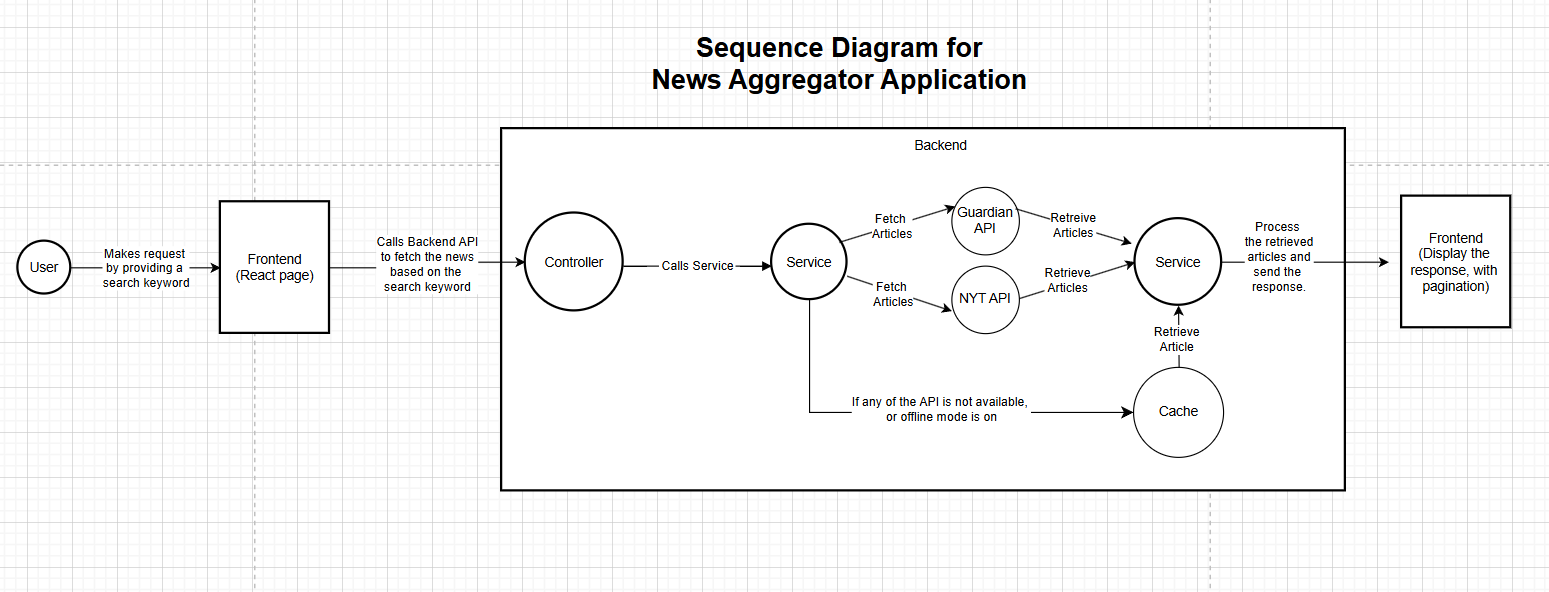 Sequence Diagram for
News Aggregator Application
Backend
User
Makes request
by providing a
search keyword
Frontend
(React page)
Calls Backend API
to fetch the news
based on the
search keyword
Controller
Calls Service
Service
Fetch
Articles
Guardian
API
Retreive
Articles
Fetch
Articles
NYT API
Retrieve
Articles
Service
Process
the retrieved
articles and
send the
response.
Frontend
(Display the
response, with
pagination)
Retrieve
Article
If any of the API is not available,
or offline mode is on
Cache